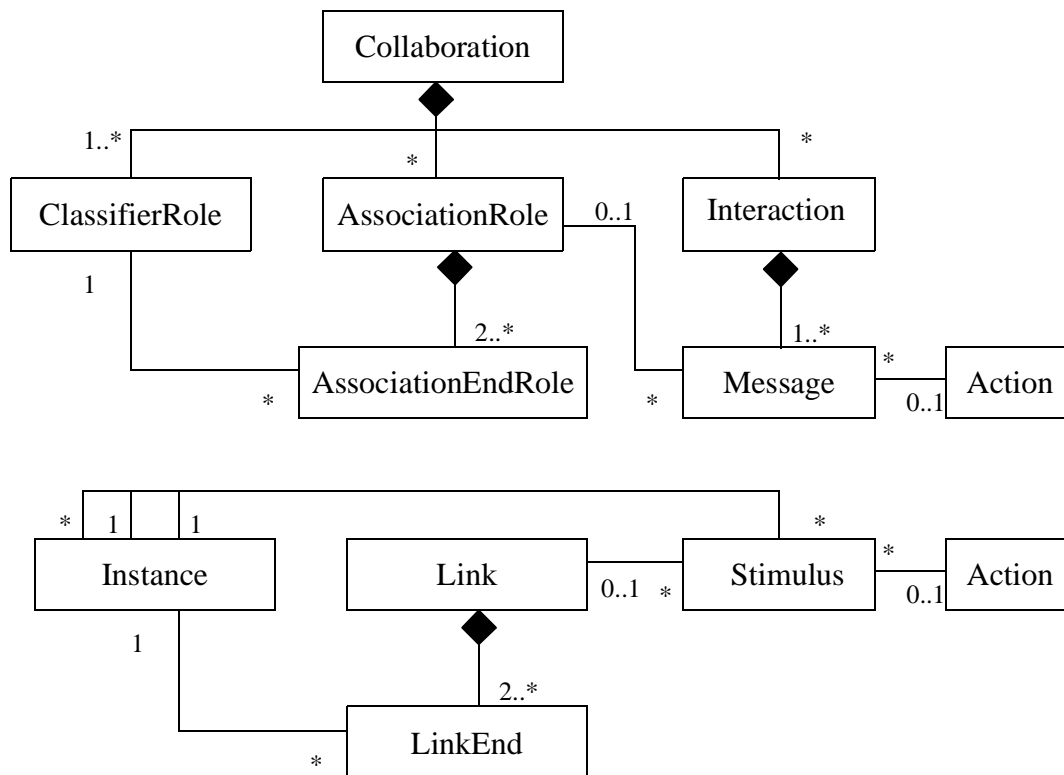 Collaboration
1..*
*
*
ClassifierRole
AssociationRole
0..1
Interaction
1
2..*
1..*
AssociationEndRole
*
*
Message
*
0..1
Action
*
1
1
*
Instance
Link
0..1
*
Stimulus
*
0..1
Action
1
2..*
LinkEnd
*